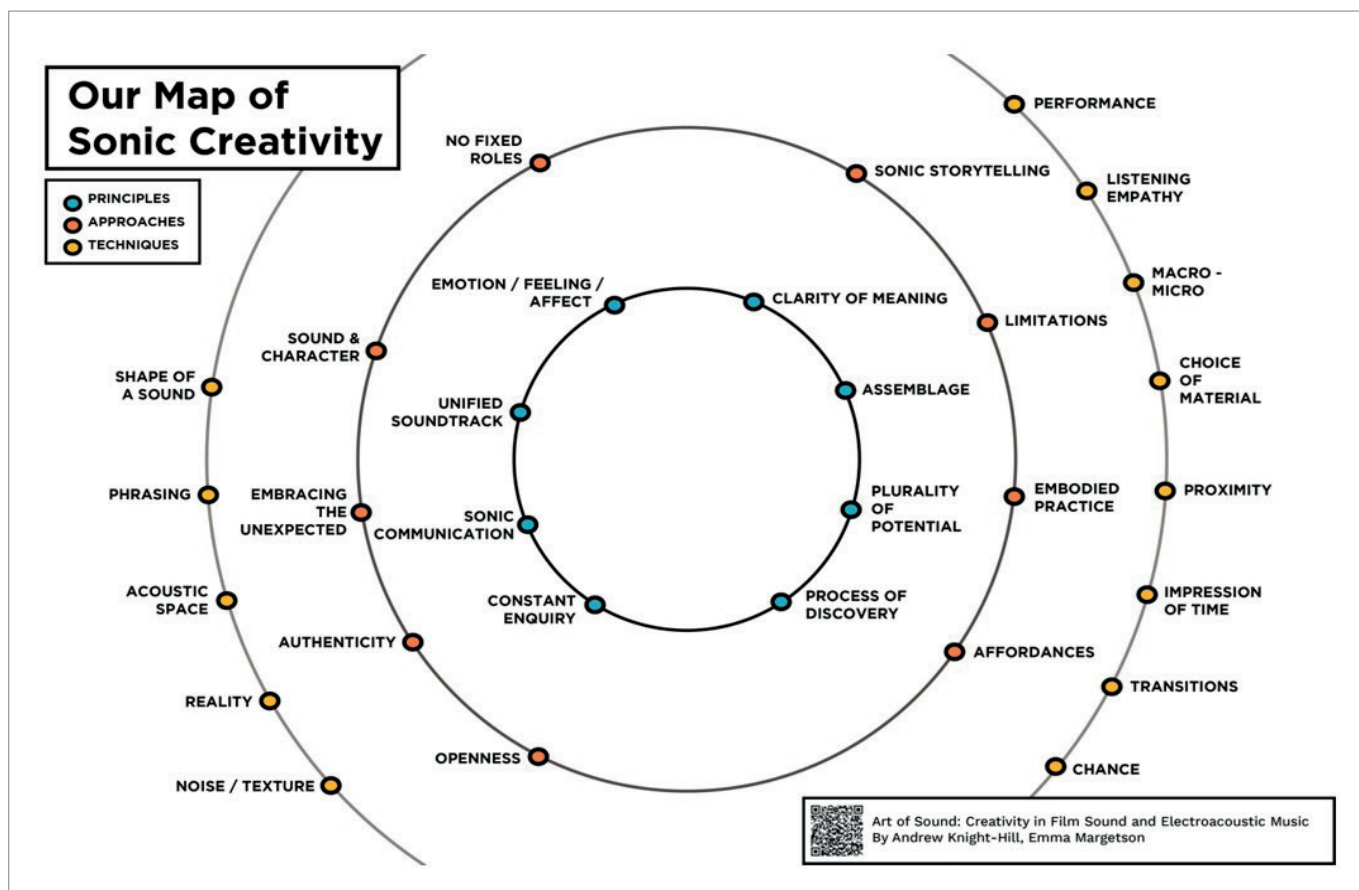 Our Map of
Sonic Creativity
PRINCIPLES
APPROACHES
TECHNIQUES
NO FIXED
ROLES
SONIC STORYTELLING
PERFORMANCE
LISTENING
EMPATHY
MACRO -
MICRO
EMOTION / FEELING /
AFFECT
CLARITY OF MEANING
LIMITATIONS
SOUND &
CHARACTER
SHAPE OF
A SOUND
CHOICE
OF
MATERIAL
UNIFIED
SOUNDTRACK
ASSEMBLAGE
PHRASING
EMBRACING
THE
UNEXPECTED
SONIC
COMMUNICATION
PLURALITY
OF
POTENTIAL
EMBODIED
PRACTICE
PROXIMITY
ACOUSTIC
SPACE
CONSTANT
ENQUIRY
PROCESS OF
DISCOVERY
IMPRESSION
OF TIME
AUTHENTICITY
AFFORDANCES
REALITY
TRANSITIONS
OPENNESS
CHANCE
NOISE / TEXTURE
Art of Sound: Creativity in Film Sound and Electroacoustic Music
By Andrew Knight-Hill, Emma Margetson